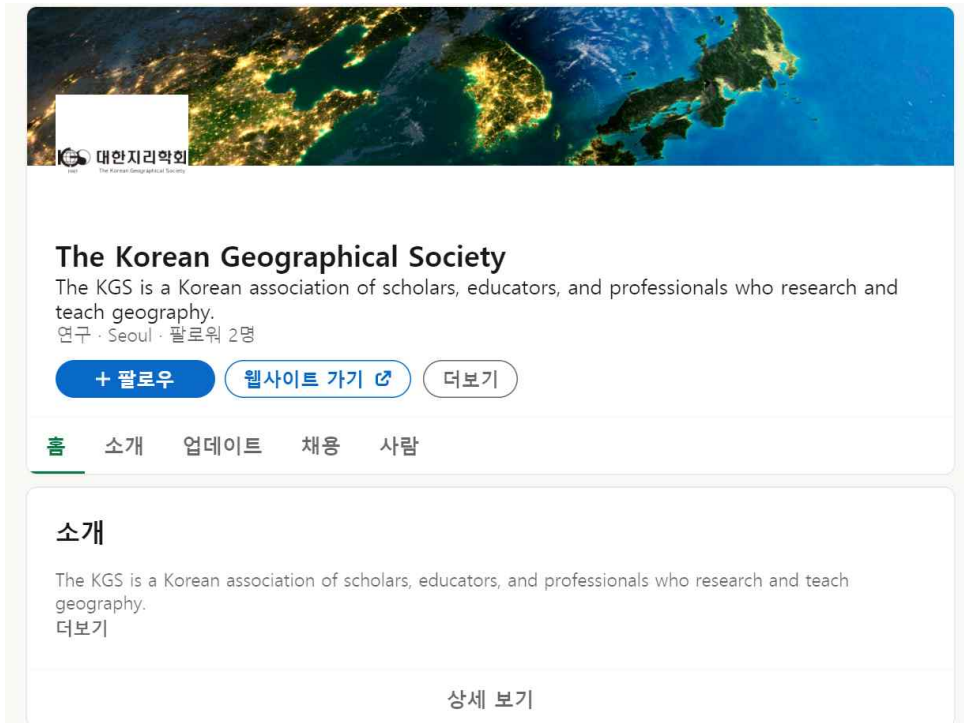 KGS 대한지리학회
The Korean Geographical Society
The Korean Geographical Society
The KGS is a Korean association of scholars, educators, and professionals who research and
teach geography.
연구 · Seoul · 팔로워 2명
+ 팔로우 웹사이트 가기 더보기
홈 소개 업데이트 채용 사람
소개
The KGS is a Korean association of scholars, educators, and professionals who research and teach
geography.
더보기
상세 보기